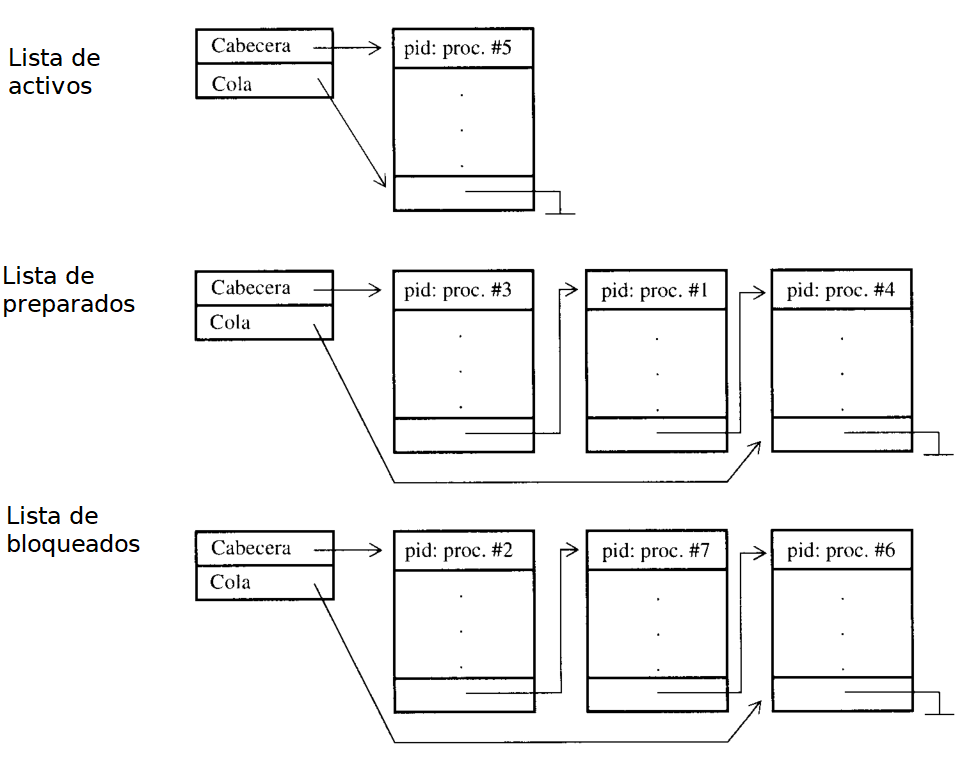 Lista de
activos
Cabecera
Cola
pid: proc. #5
Lista de
preparados
Cabecera
Cola
pid: proc. #3
pid: proc. #1
pid: proc. #4
Lista de
bloqueados
Cabecera
Cola
pid: proc. #2
pid: proc. #7
pid: proc. #6